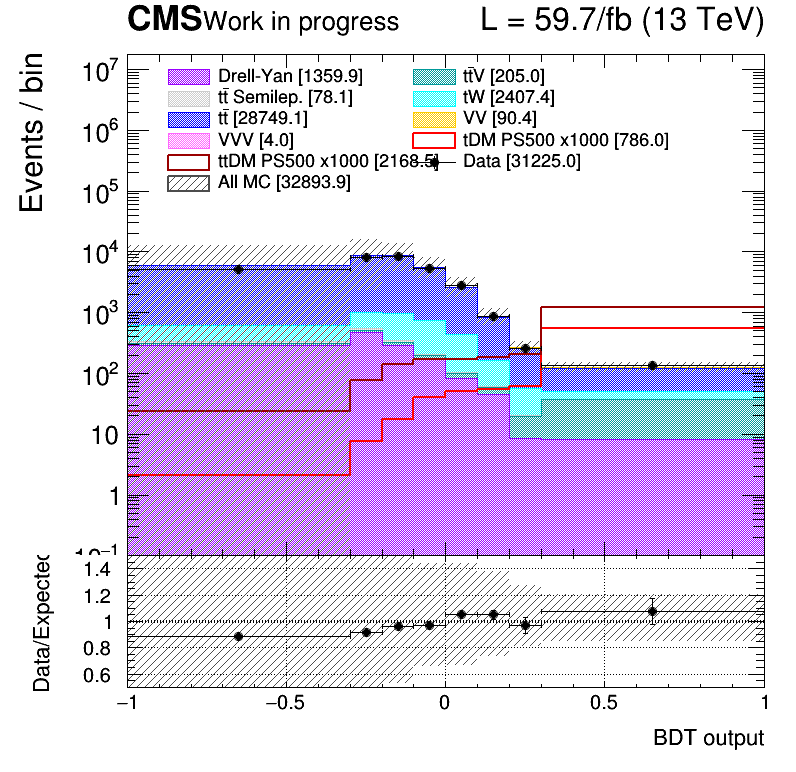 CMS Work in progress L = 59.7/fb (13 TeV)
Events / bin
10⁷
10⁶
10⁵
10⁴
10³
10²
10
1
10⁻¹
Drell-Yan [1359.9]
tt̄V [205.0]
tt̄ Semilep. [78.1]
tW [2407.4]
tt̄ [28749.1]
VV [90.4]
VVV [4.0]
tDM PS500 x1000 [786.0]
ttDM PS500 x1000 [2168.5]
Data [31225.0]
All MC [32893.9]
Data/Expected
1.4
1.2
1
0.8
0.6
−1 −0.5 0 0.5 1
BDT output